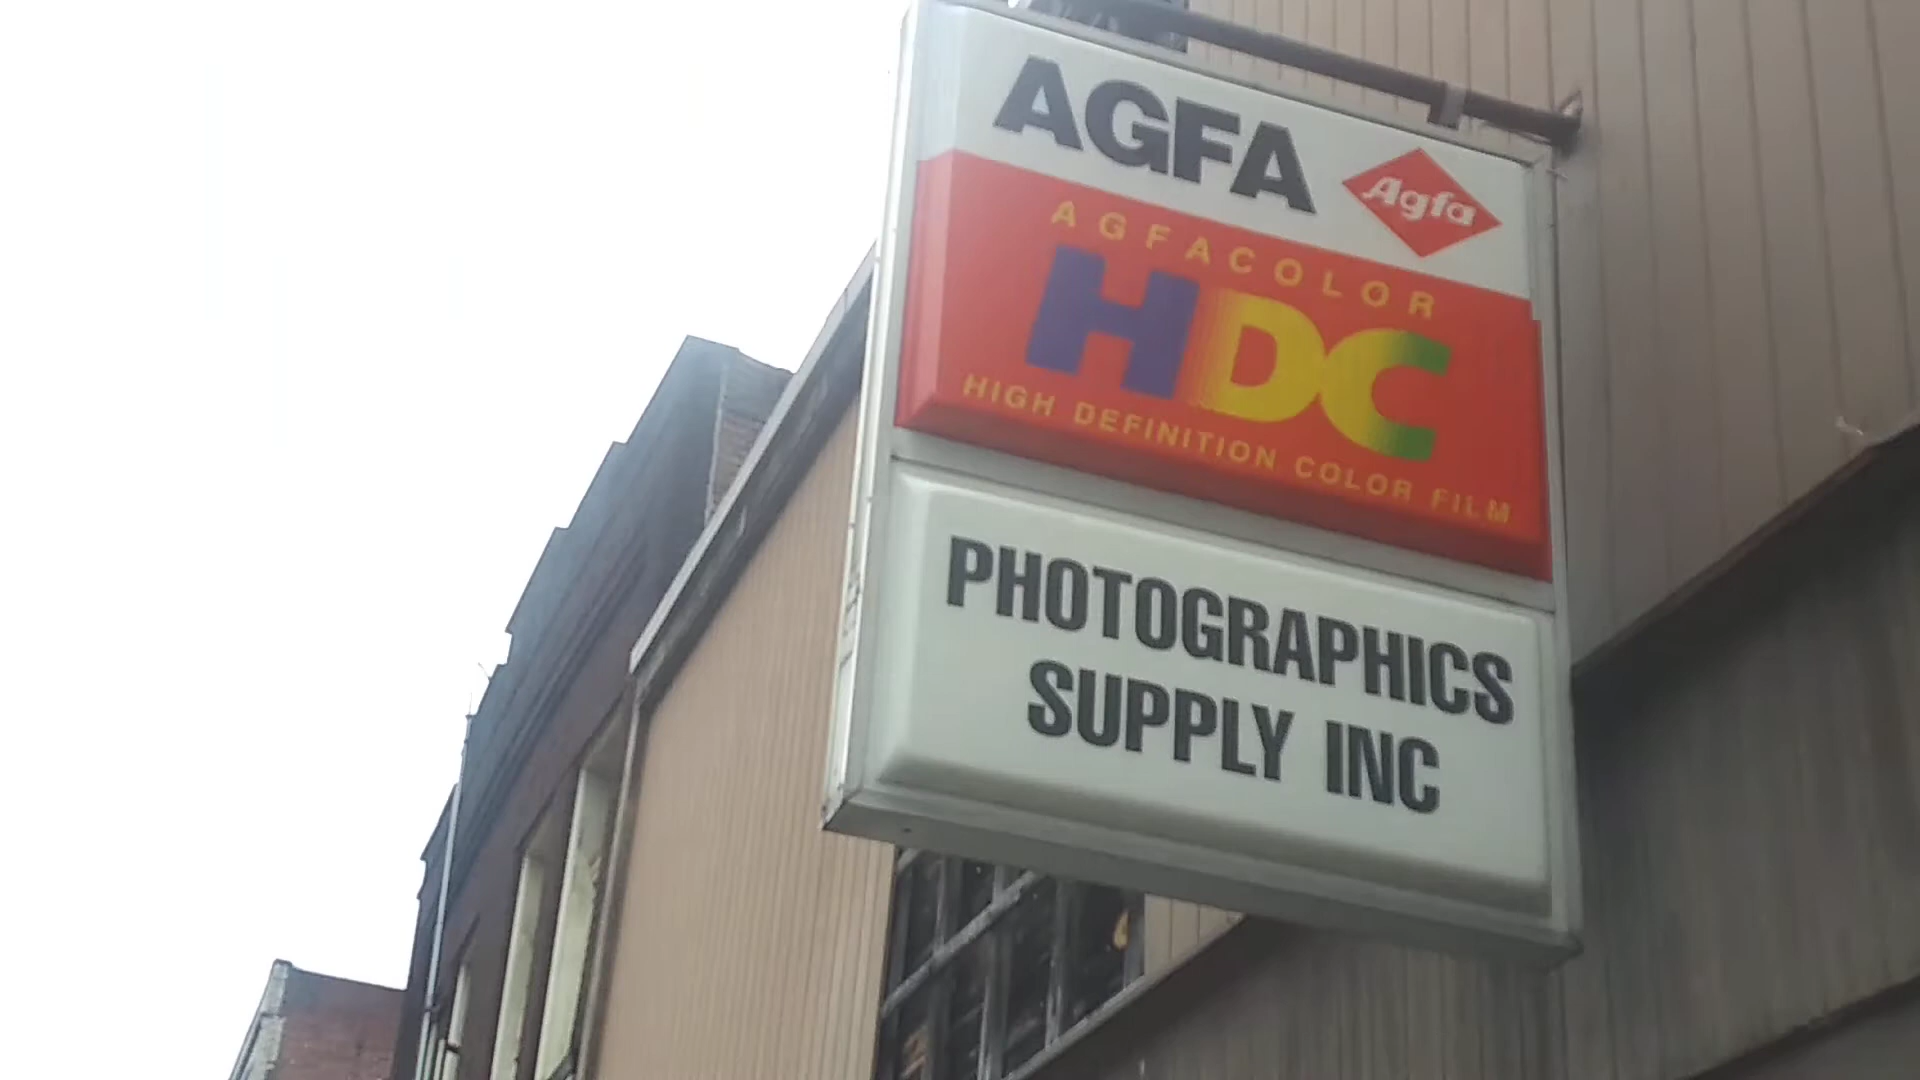 AGFA
Agfa
AGFACOLOR
HDC
HIGH DEFINITION COLOR FILM
PHOTOGRAPHICS
SUPPLY INC